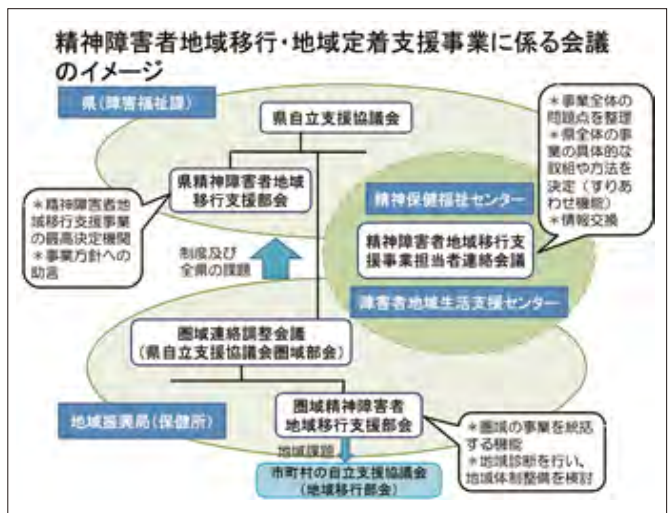 精神障害者地域移行・地域定着支援事業に係る会議
のイメージ
県(障害福祉課)
県自立支援協議会
＊事業全体の
問題点を整理
＊県全体の事
業の具体的な
取組や方法を
決定(すりあ
わせ機能)
＊情報交換
県精神障害者地域
移行支援部会
＊精神障害者地
域移行支援事業
の最高決定機関
＊事業方針への
助言
精神保健福祉センター
精神障害者地域移行支
援事業担当者連絡会議
障害者地域生活支援センター
制度及び
全県の課題
圏域連絡調整会議
(県自立支援協議会圏域部会)
地域振興局(保健所)
圏域精神障害者
地域移行支援部会
＊圏域の事業を統括
する機能
＊地域診断を行い、
地域体制整備を検討
地域課題
市町村の自立支援協議会
(地域移行部会)